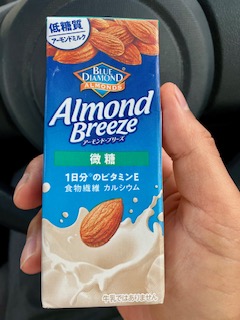 低糖質
アーモンドミルク
BLUE DIAMOND
ALMONDS
Almond
Breeze
アーモンド・ブリーズ
微糖
1日分のビタミンE
食物繊維 カルシウム
牛乳ではありません